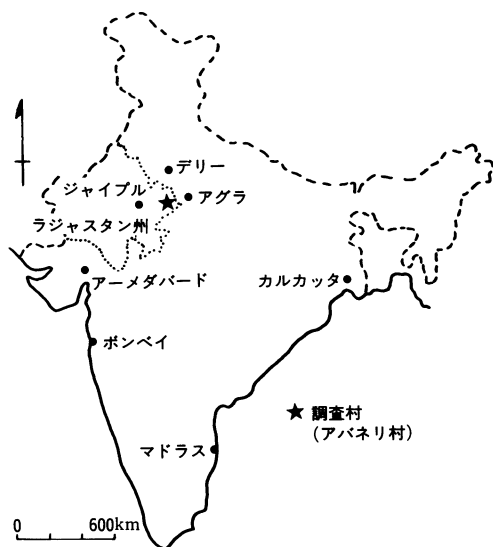 デリー
ジャイプル
アグラ
ラジャスタン州
アーメダバード
カルカッタ
ボンベイ
★ 調査村
(アバネリ村)
マドラス
0 600km